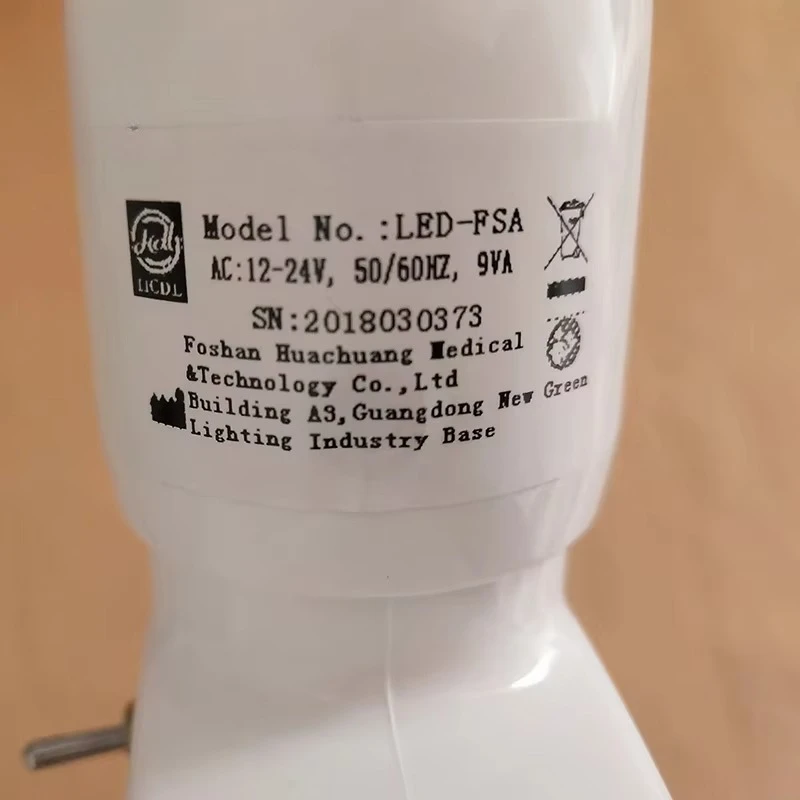 Model No.:LED-FSA
AC:12-24V, 50/60HZ, 9VA
SN:2018030373
Foshan Huachuang Medical
&Technology Co.,Ltd
Building A3,Guangdong New Green
Lighting Industry Base